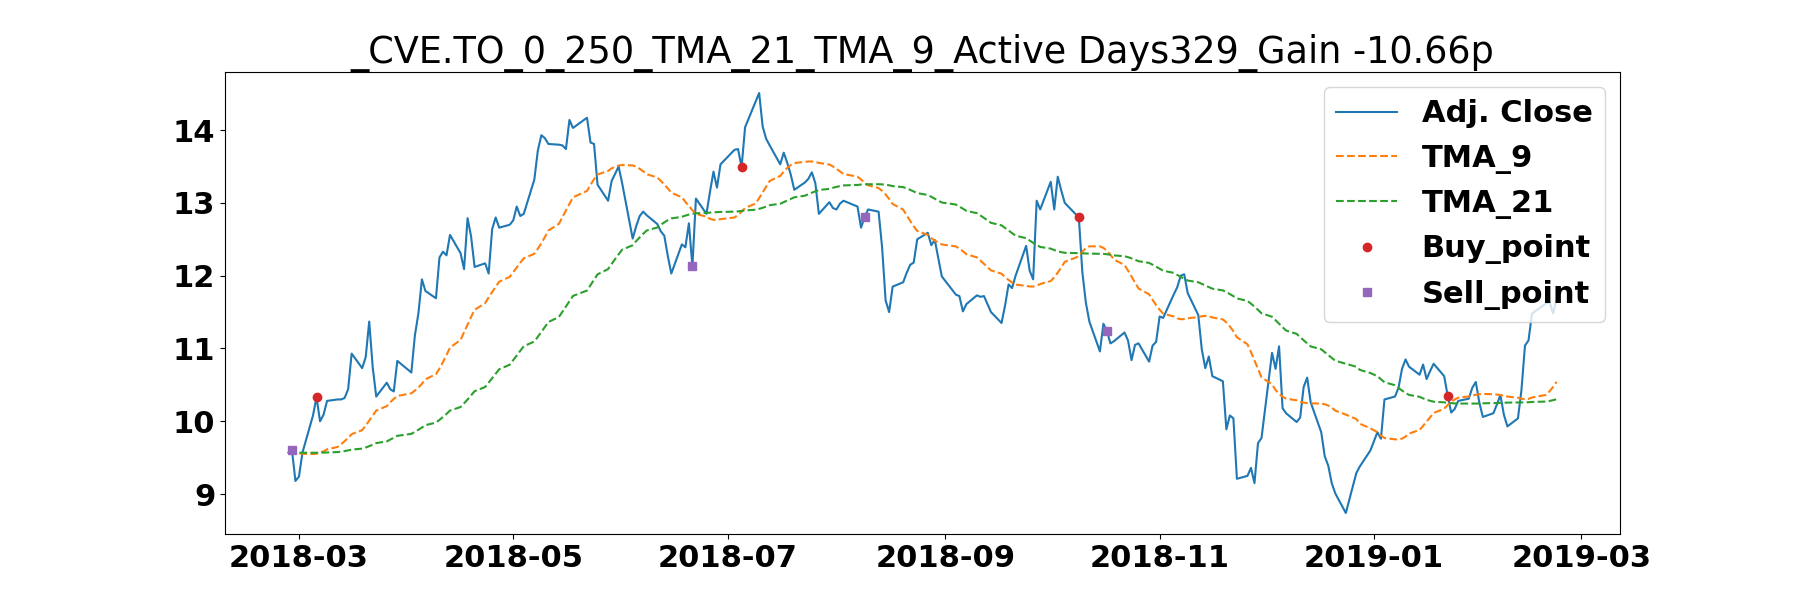 _CVE.TO_0_250_TMA_21_TMA_9_Active Days329_Gain -10.66p
Adj. Close
TMA_9
TMA_21
Buy_point
Sell_point
14
13
12
11
10
9
2018-03 2018-05 2018-07 2018-09 2018-11 2019-01 2019-03